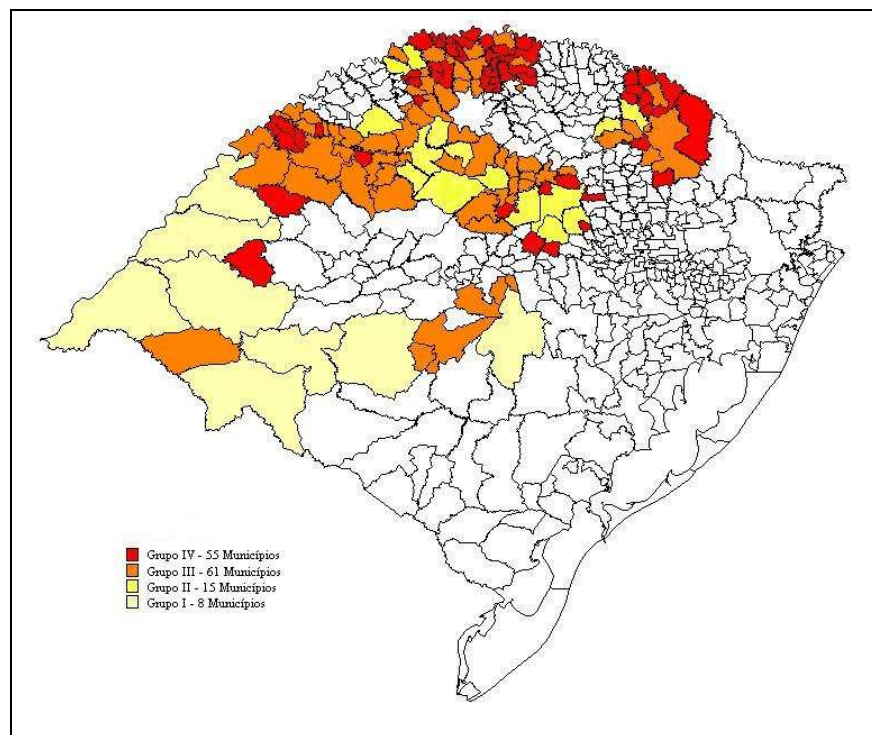 Grupo IV - 55 Municípios
Grupo III - 61 Municípios
Grupo II - 15 Municípios
Grupo I - 8 Municípios